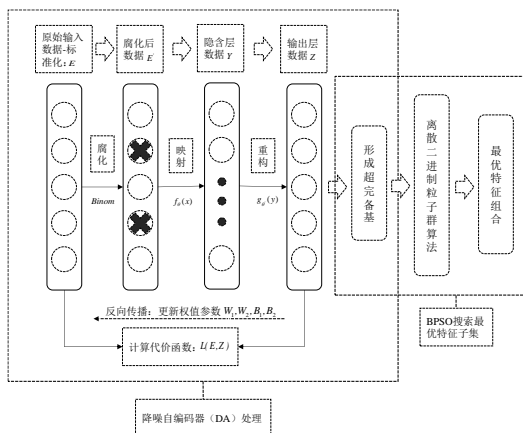 原始输入
数据-标
准化:E
腐化后
数据 E
隐含层
数据 Y
输出层
数据 Z
腐
化
Binom
映
射
f_θ(x)
重
构
g_θ(y)
形成超完备基
离散二进制粒子群算法
最优特征组合
反向传播：更新权值参数 W₁,W₂,B₁,B₂
计算代价函数：L(E,Z)
BPSO搜索最
优特征子集
降噪自编码器（DA）处理